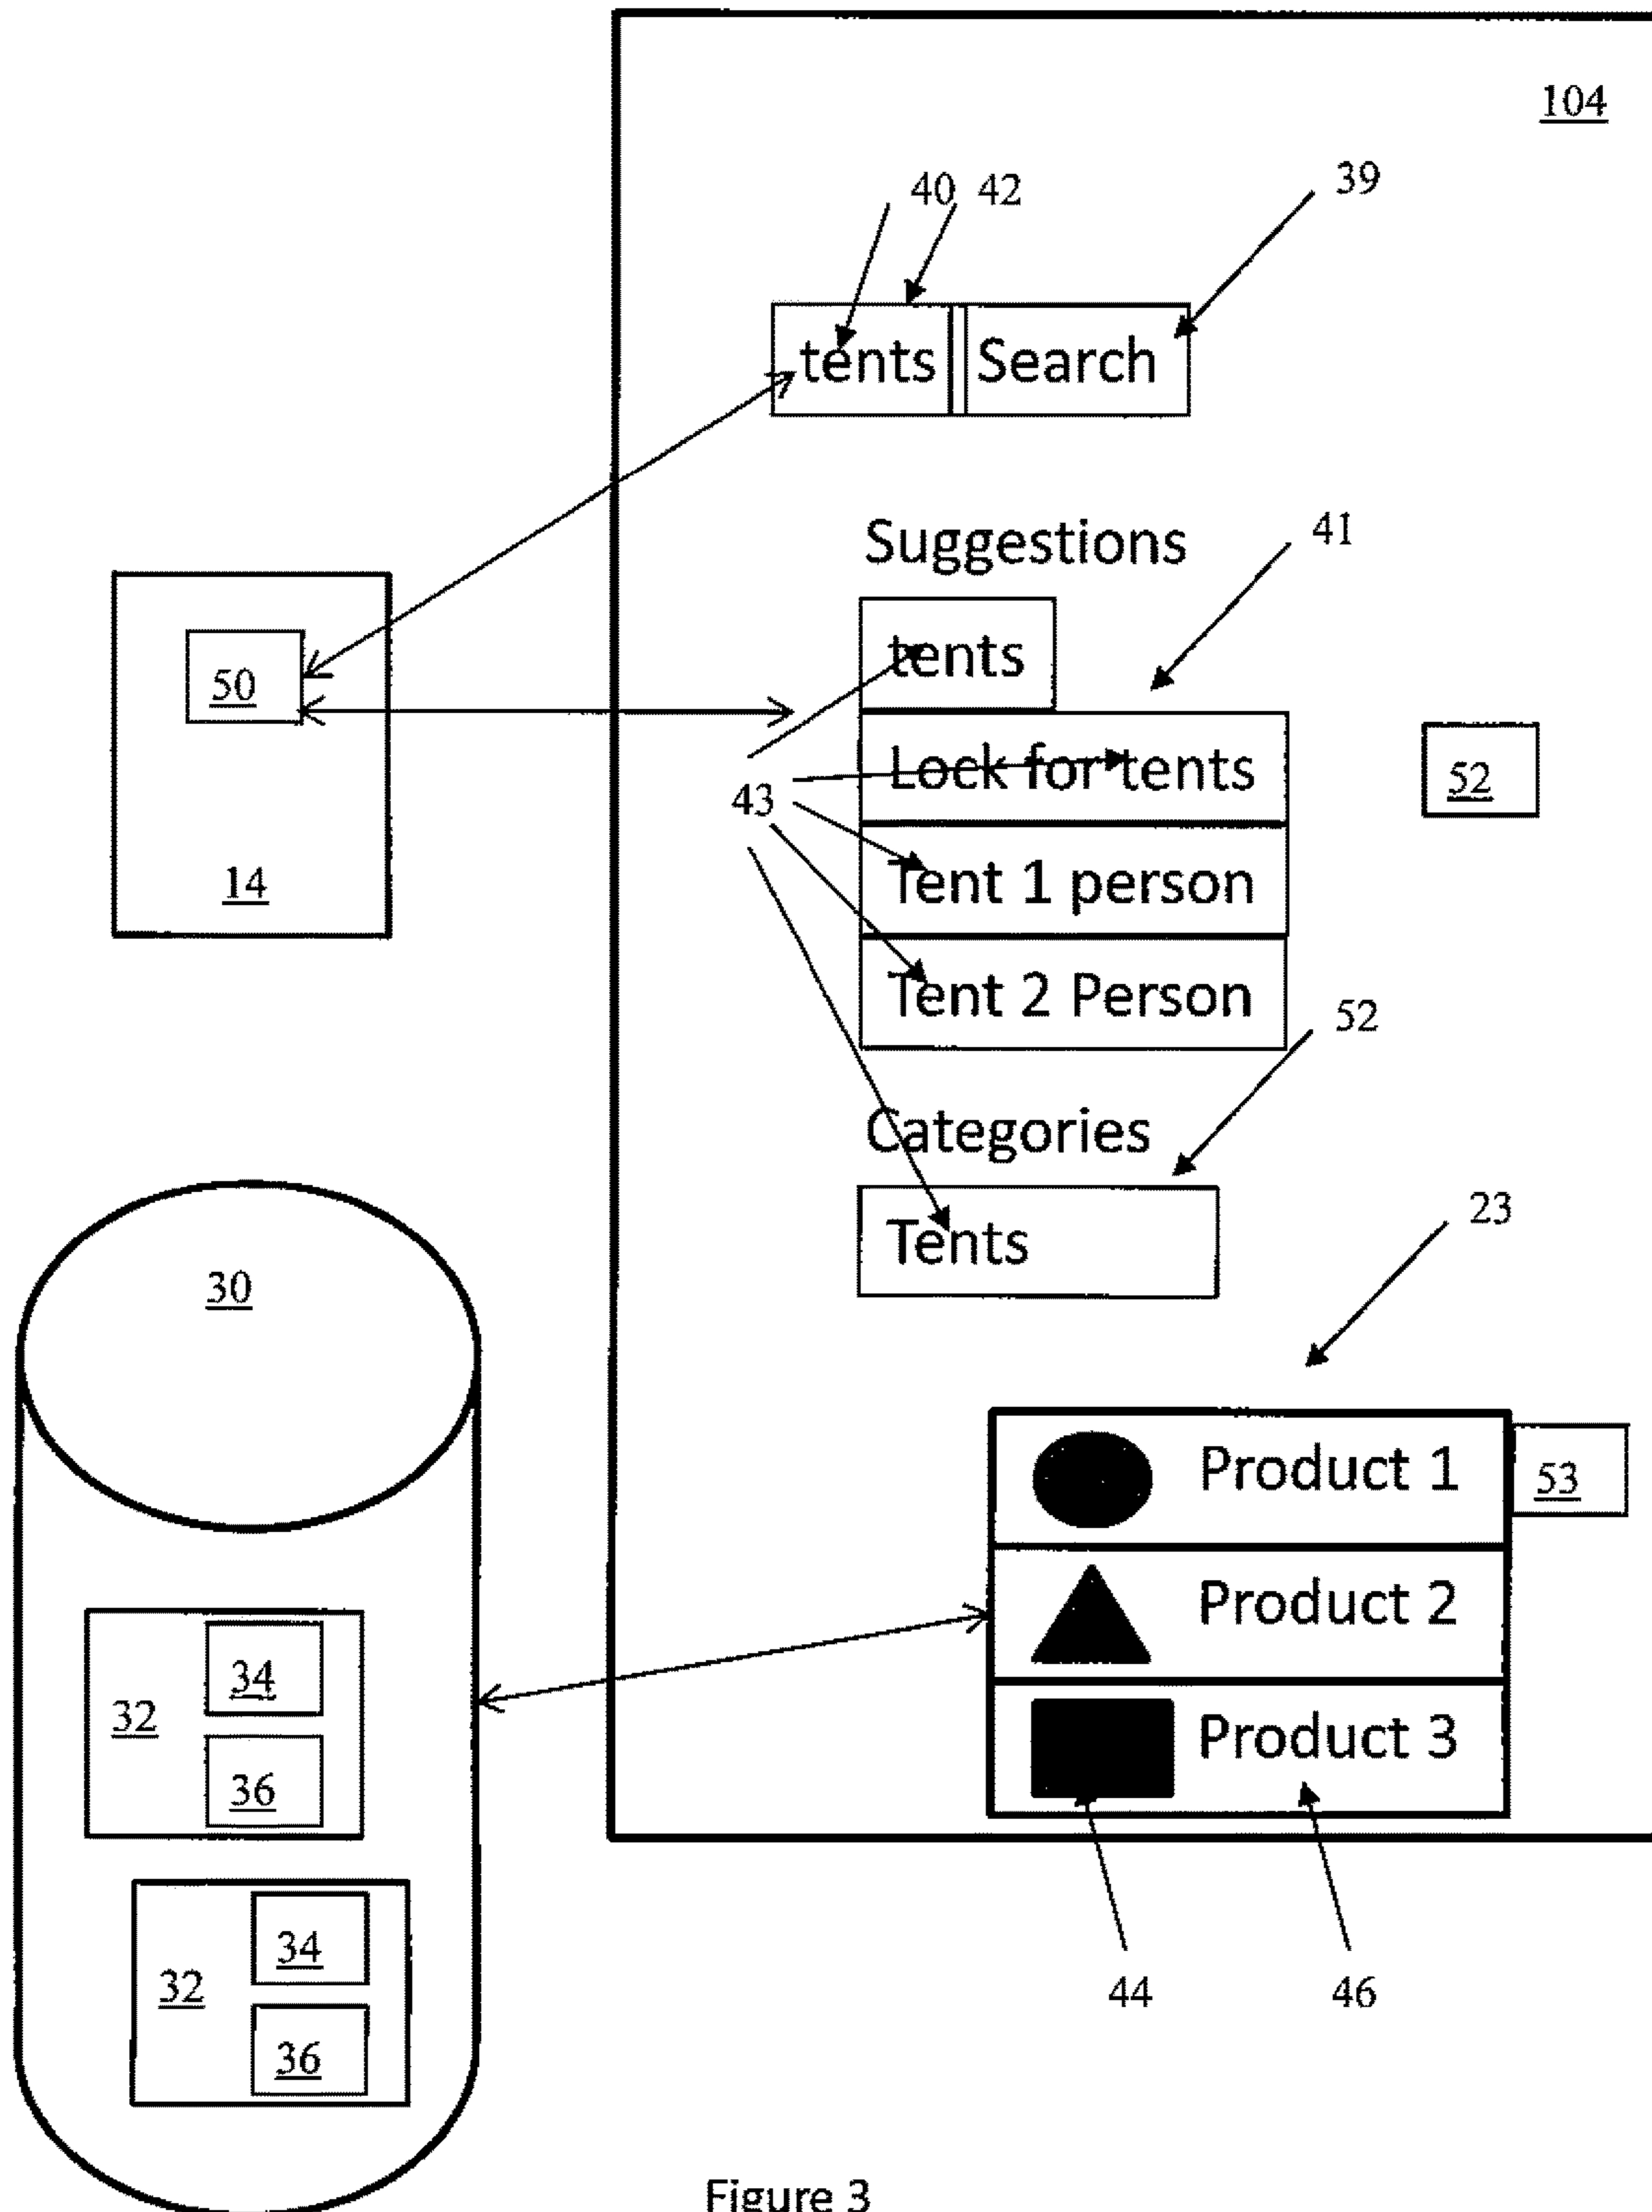 104
40 42 39
tents Search
Suggestions
41
tents
50
Lock for tents
52
43
Tent 1 person
14
Tent 2 Person
52
Categories
Tents
23
30
Product 1
53
Product 2
34
32
Product 3
36
34
32
44 46
36
Figure 3